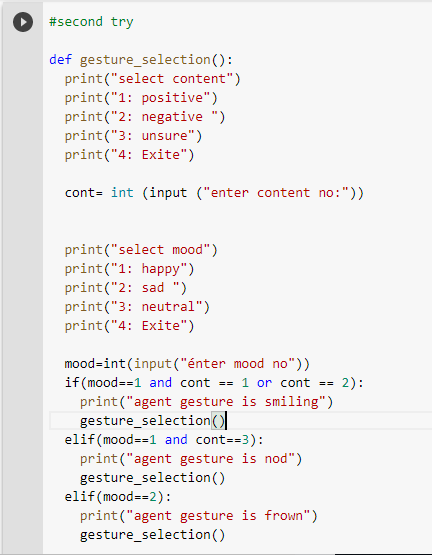 #second try
def gesture_selection():
print("select content")
print("1: positive")
print("2: negative ")
print("3: unsure")
print("4: Exite")
cont= int (input ("enter content no:"))
print("select mood")
print("1: happy")
print("2: sad ")
print("3: neutral")
print("4: Exite")
mood=int(input("énter mood no"))
if(mood==1 and cont == 1 or cont == 2):
print("agent gesture is smiling")
gesture_selection()
elif(mood==1 and cont==3):
print("agent gesture is nod")
gesture_selection()
elif(mood==2):
print("agent gesture is frown")
gesture_selection()